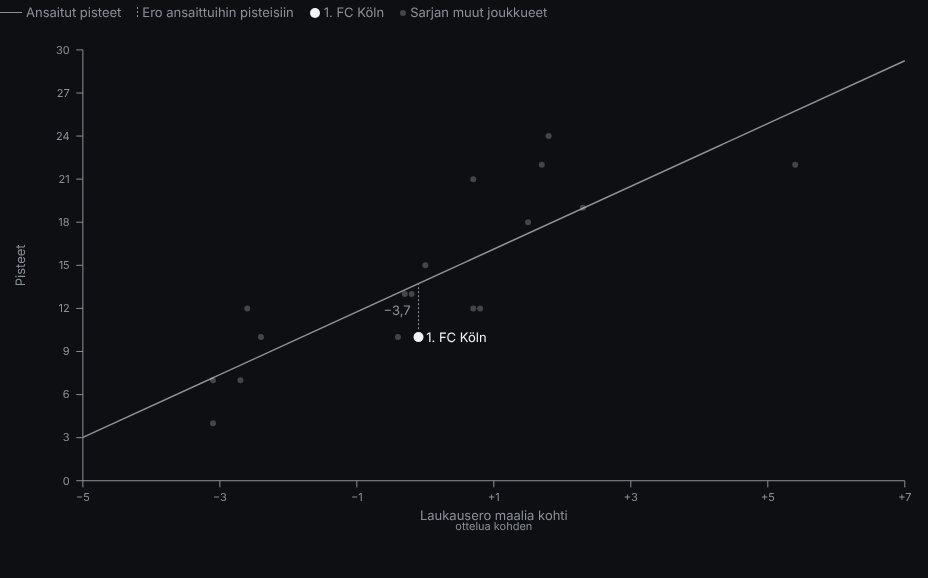 Ansaitut pisteet Ero ansaittuihin pisteisiin 1. FC Köln Sarjan muut joukkueet
30
27
24
21
18
15
12
9
6
3
0
Pisteet
−3,7
1. FC Köln
−5 −3 −1 +1 +3 +5 +7
Laukausero maalia kohti
ottelua kohden